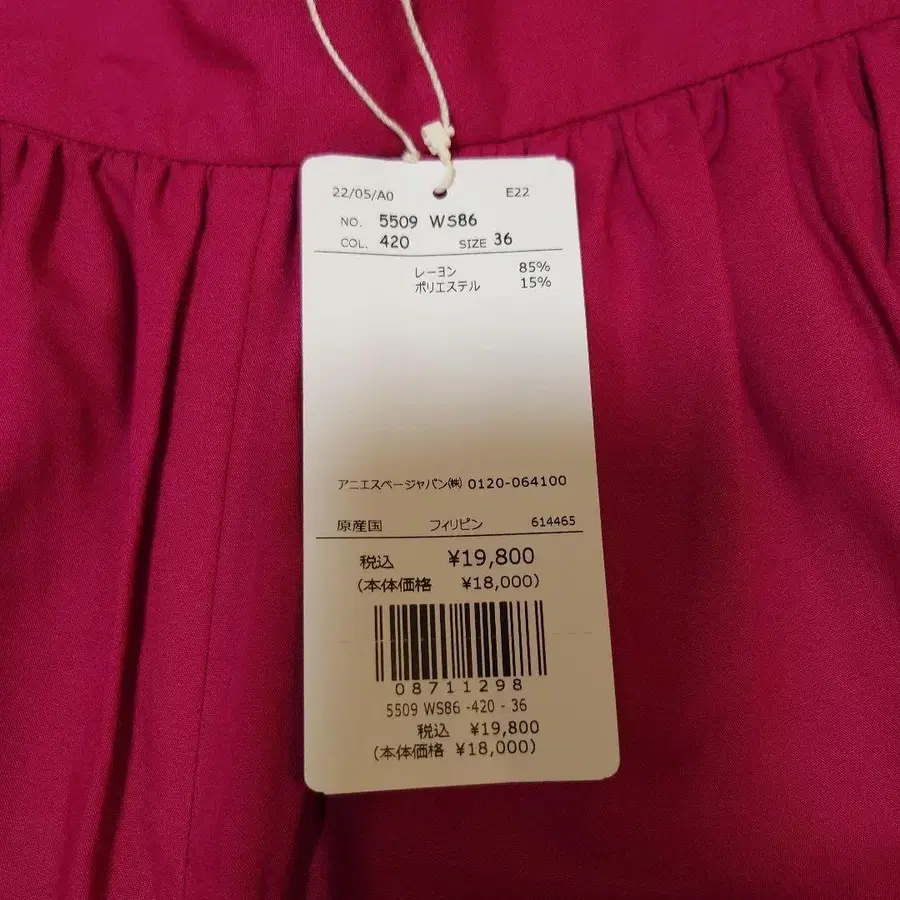 22/05/A0 E22
NO. 5509 WS86
COL. 420 SIZE 36
レーヨン 85%
ポリエステル 15%
アニエスベージャパン㈱ 0120-064100
原産国 フィリピン 614465
税込 ¥19,800
(本体価格 ¥18,000)
08711298
5509 WS86 -420 - 36
税込 ¥19,800
(本体価格 ¥18,000)